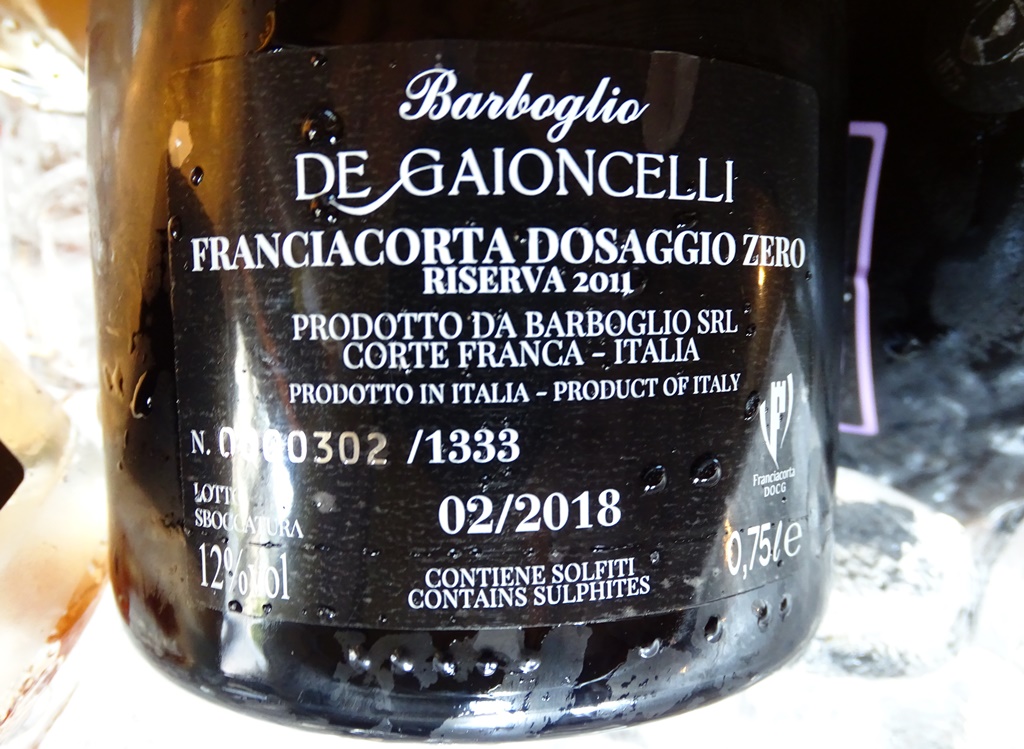 Barboglio
DE GAIONCELLI
FRANCIACORTA DOSAGGIO ZERO
RISERVA 2011
PRODOTTO DA BARBOGLIO SRL
CORTE FRANCA - ITALIA
PRODOTTO IN ITALIA - PRODUCT OF ITALY
N. 0000302 /1333
Franciacorta
DOCG
LOTTO
SBOCCATURA
02/2018
12%vol
0,75ℓ e
CONTIENE SOLFITI
CONTAINS SULPHITES